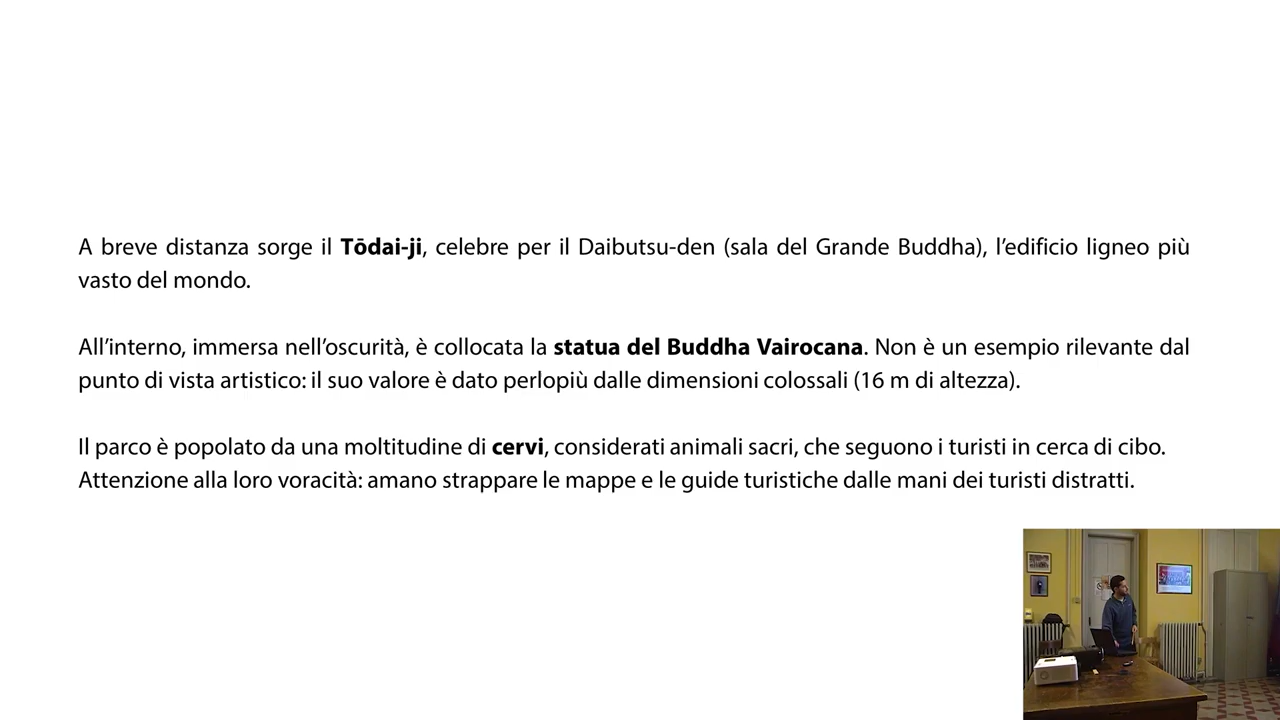 A breve distanza sorge il Tōdai-ji, celebre per il Daibutsu-den (sala del Grande Buddha), l’edificio ligneo più
vasto del mondo.
All’interno, immersa nell’oscurità, è collocata la statua del Buddha Vairocana. Non è un esempio rilevante dal
punto di vista artistico: il suo valore è dato perlopiù dalle dimensioni colossali (16 m di altezza).
Il parco è popolato da una moltitudine di cervi, considerati animali sacri, che seguono i turisti in cerca di cibo.
Attenzione alla loro voracità: amano strappare le mappe e le guide turistiche dalle mani dei turisti distratti.